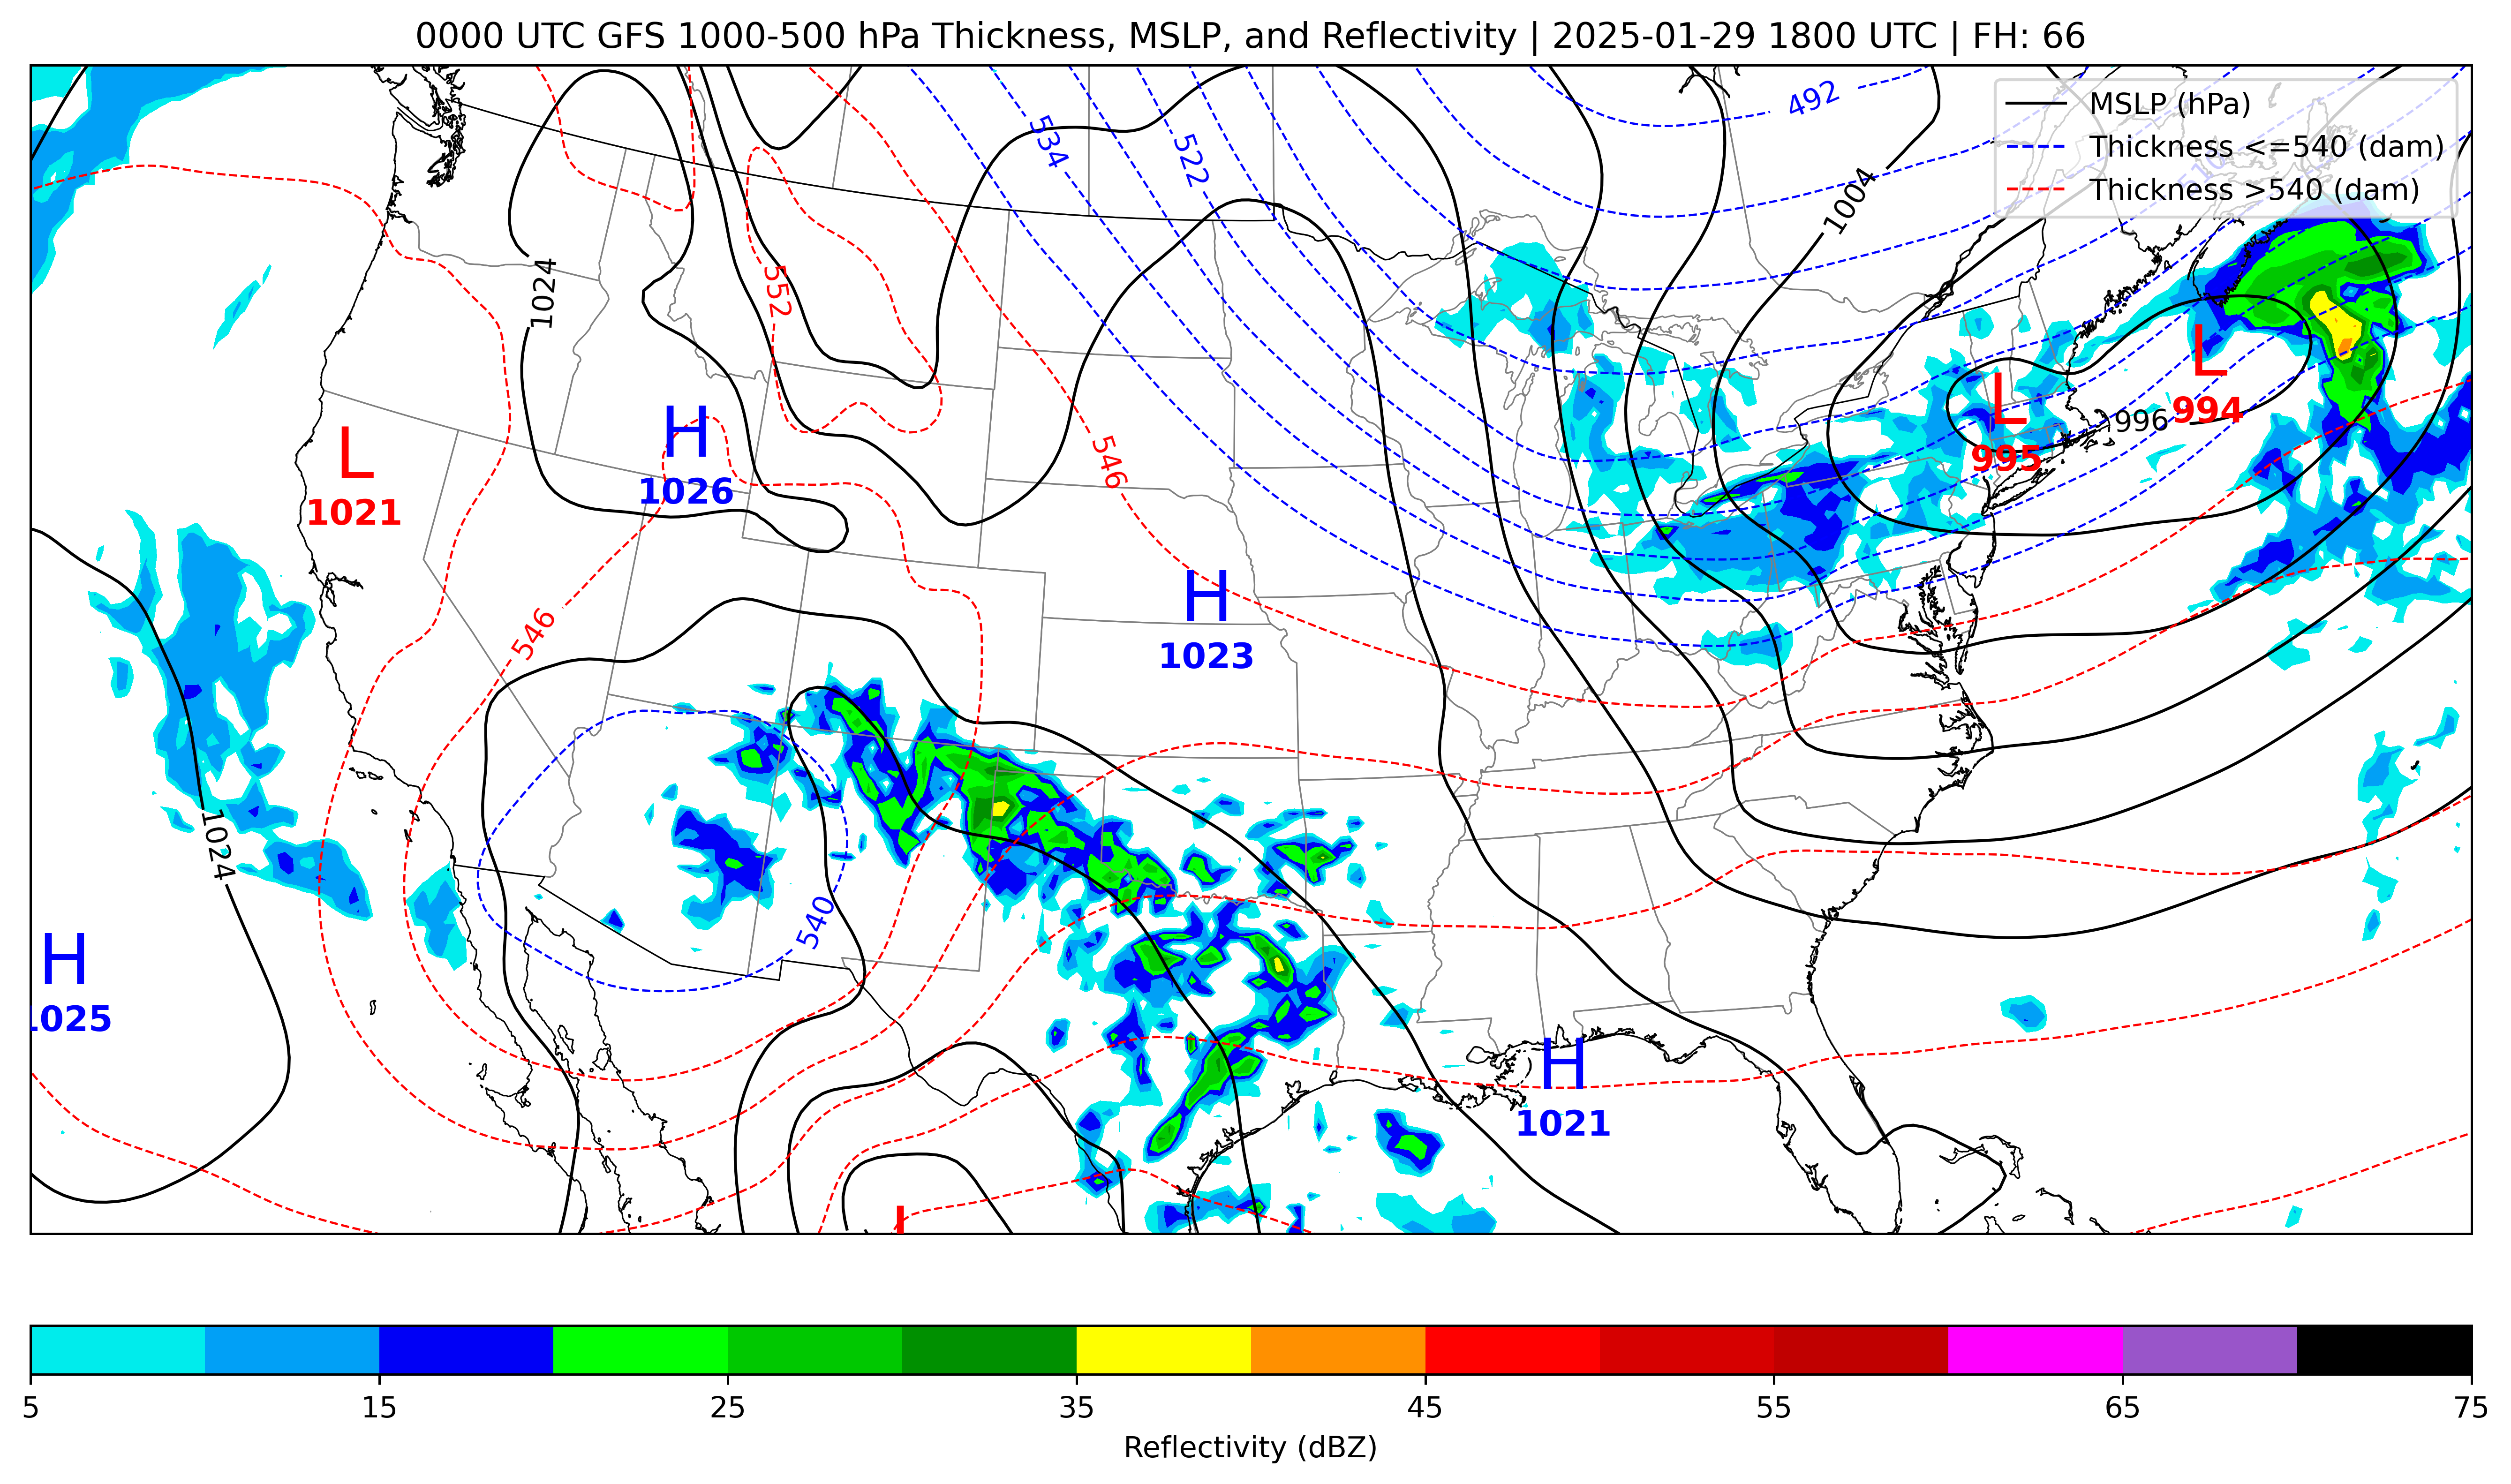 0000 UTC GFS 1000-500 hPa Thickness, MSLP, and Reflectivity | 2025-01-29 1800 UTC | FH: 66
MSLP (hPa)
Thickness <=540 (dam)
Thickness >540 (dam)
492
534
522
1004
1024
552
L
994
L
995
996
H
1026
L
1021
546
H
1023
546
1024
540
H
1025
H
1021
L
5 15 25 35 45 55 65 75
Reflectivity (dBZ)